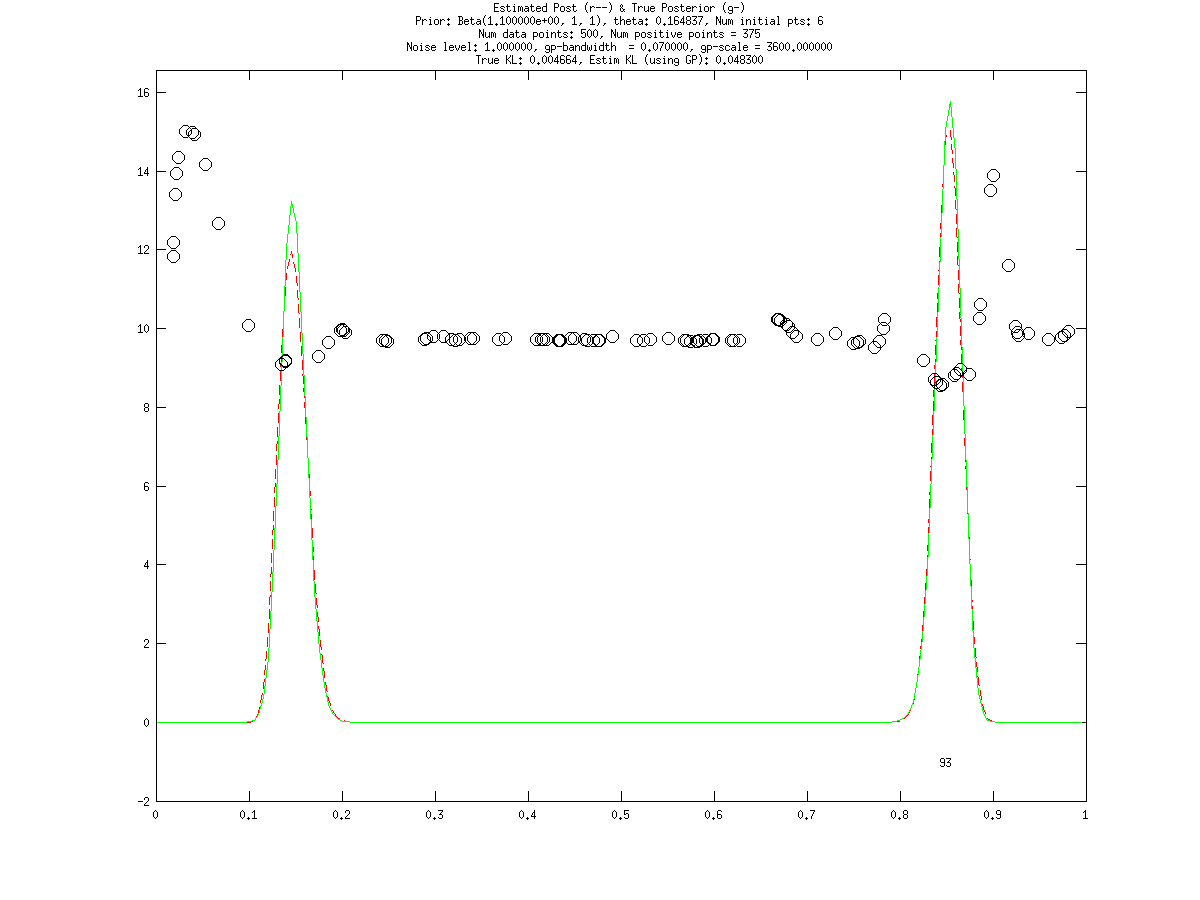 Estimated Post (r--) & True Posterior (g-)
Prior: Beta(1.100000e+00, 1, 1), theta: 0.164837, Num initial pts: 6
Num data points: 500, Num positive points = 375
Noise level: 1.000000, gp-bandwidth  = 0.070000, gp-scale = 3600.000000
True KL: 0.004664, Estim KL (using GP): 0.048300
16
14
12
10
8
6
4
2
0
93
-2
0 0.1 0.2 0.3 0.4 0.5 0.6 0.7 0.8 0.9 1